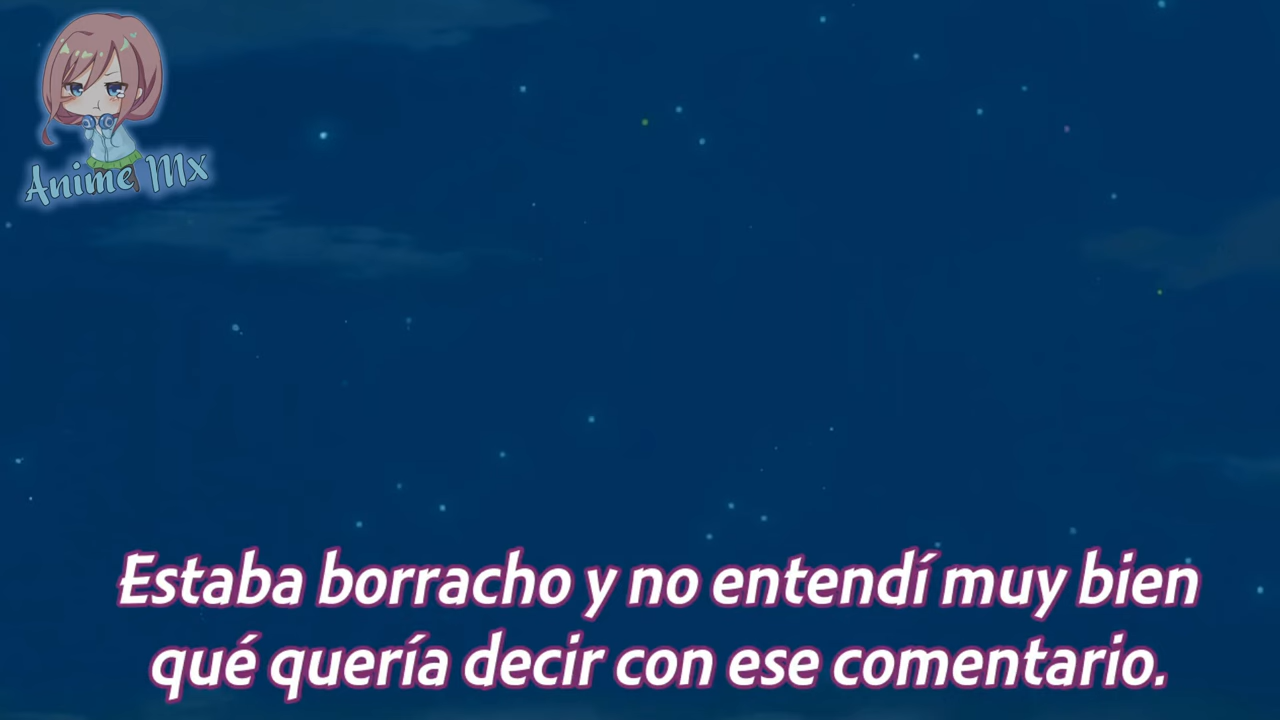 Anime Mx
Estaba borracho y no entendí muy bien
qué quería decir con ese comentario.